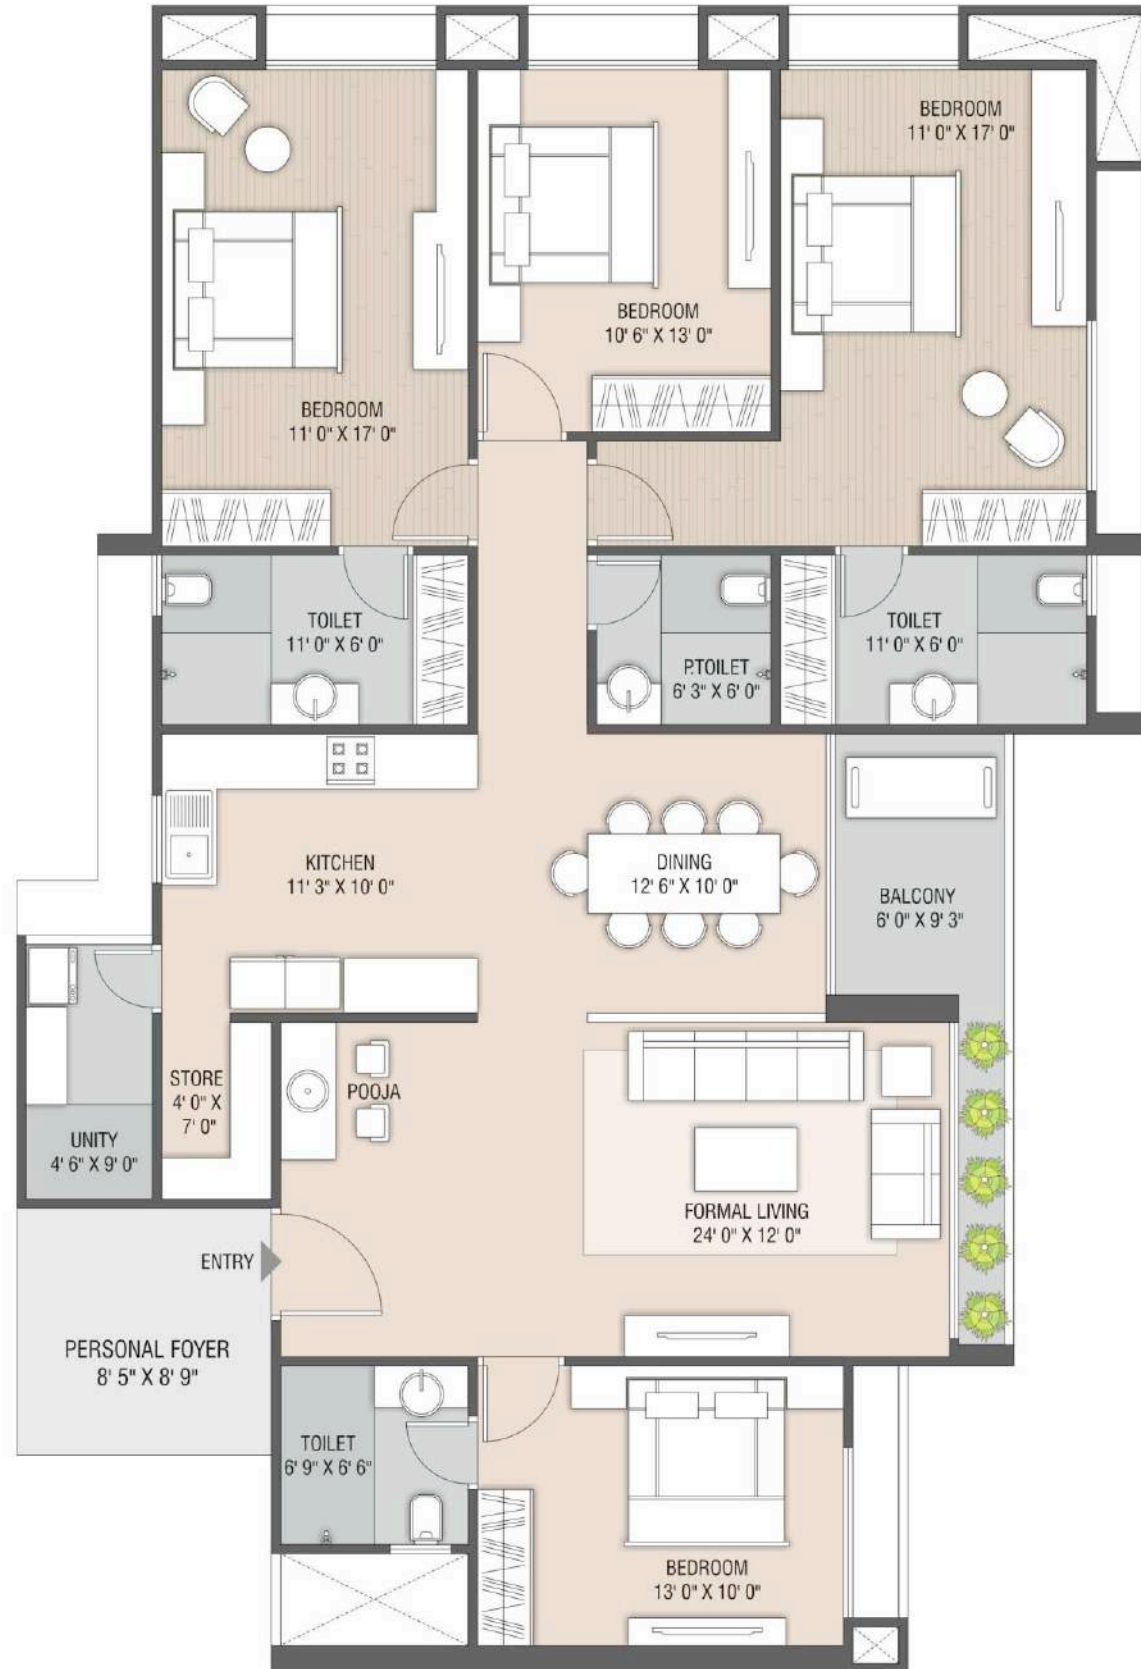 BEDROOM
11' 0" X 17' 0"
BEDROOM
10' 6" X 13' 0"
BEDROOM
11' 0" X 17' 0"
TOILET
11' 0" X 6' 0"
P.TOILET
6' 3" X 6' 0"
TOILET
11' 0" X 6' 0"
KITCHEN
11' 3" X 10' 0"
DINING
12' 6" X 10' 0"
BALCONY
6' 0" X 9' 3"
STORE
4' 0" X
7' 0"
POOJA
UNITY
4' 6" X 9' 0"
FORMAL LIVING
24' 0" X 12' 0"
ENTRY
PERSONAL FOYER
8' 5" X 8' 9"
TOILET
6' 9" X 6' 6"
BEDROOM
13' 0" X 10' 0"